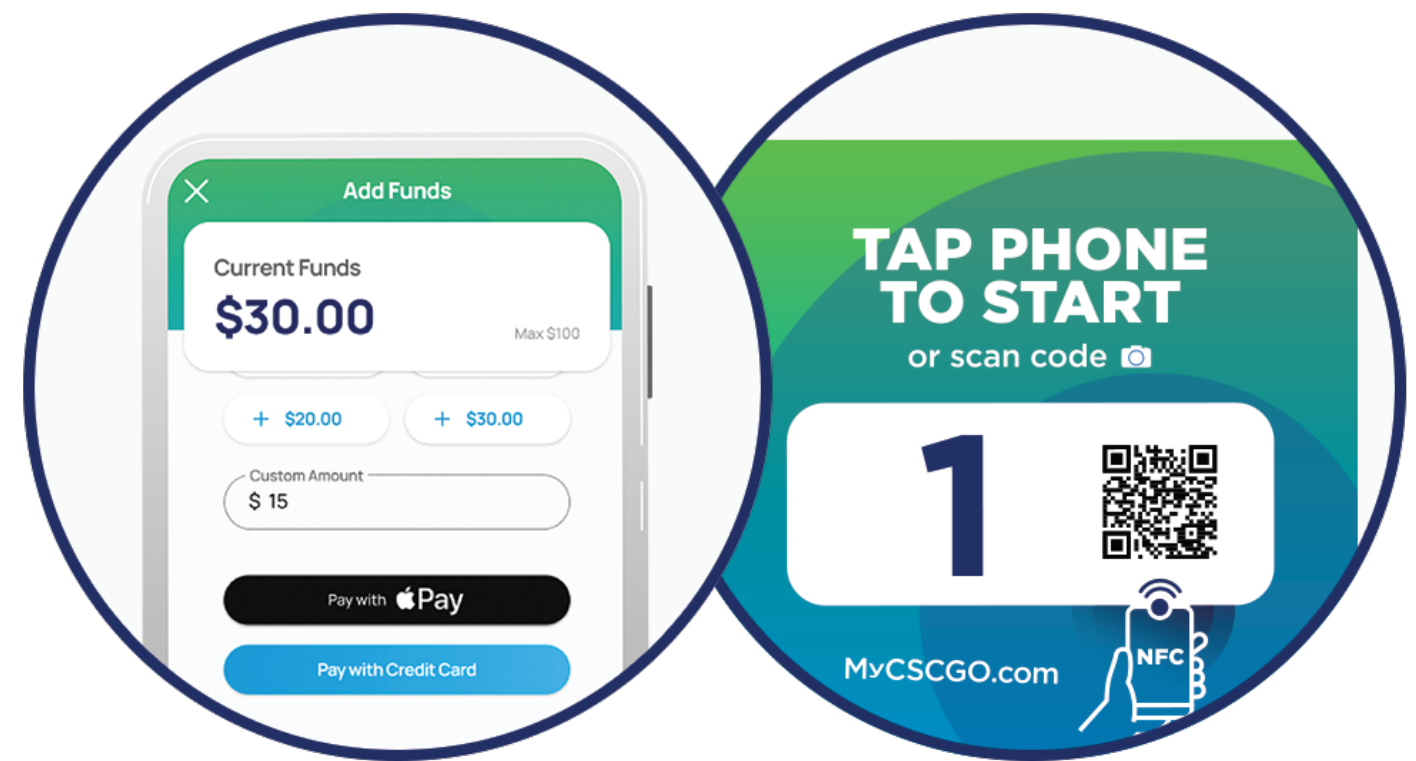 Add Funds
Current Funds
$30.00
Max $100
+ $20.00
+ $30.00
Custom Amount
$ 15
Pay with Pay
Pay with Credit Card
TAP PHONE
TO START
or scan code
1
MyCSCGO.com
NFC